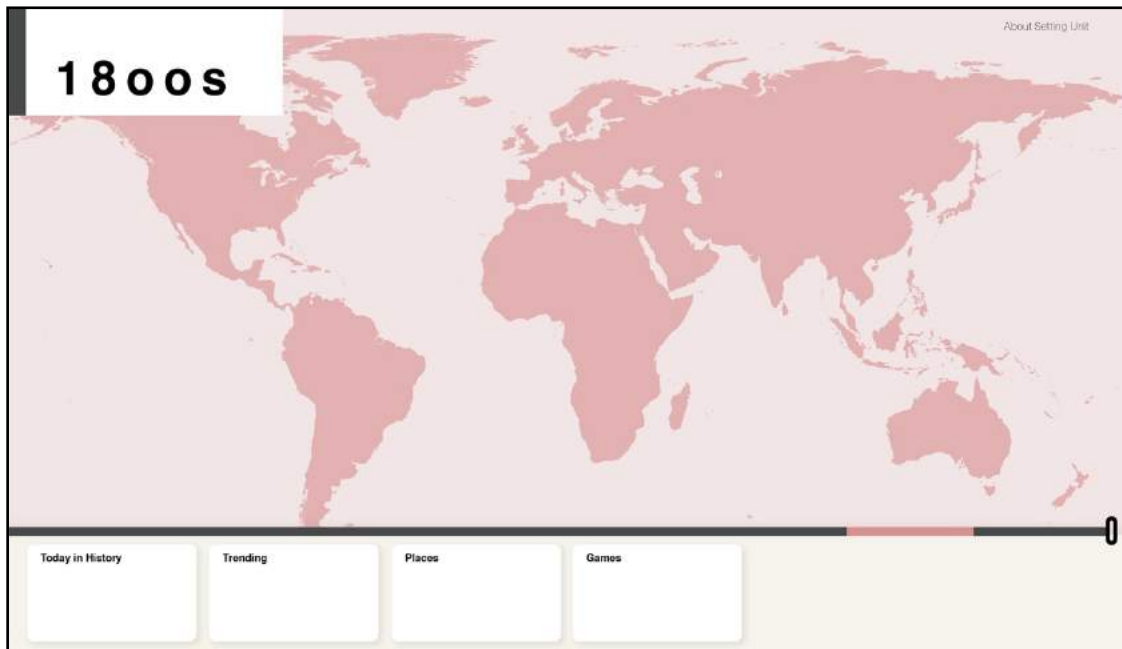 About Setting Unit
18oos
Today in History
Trending
Places
Games